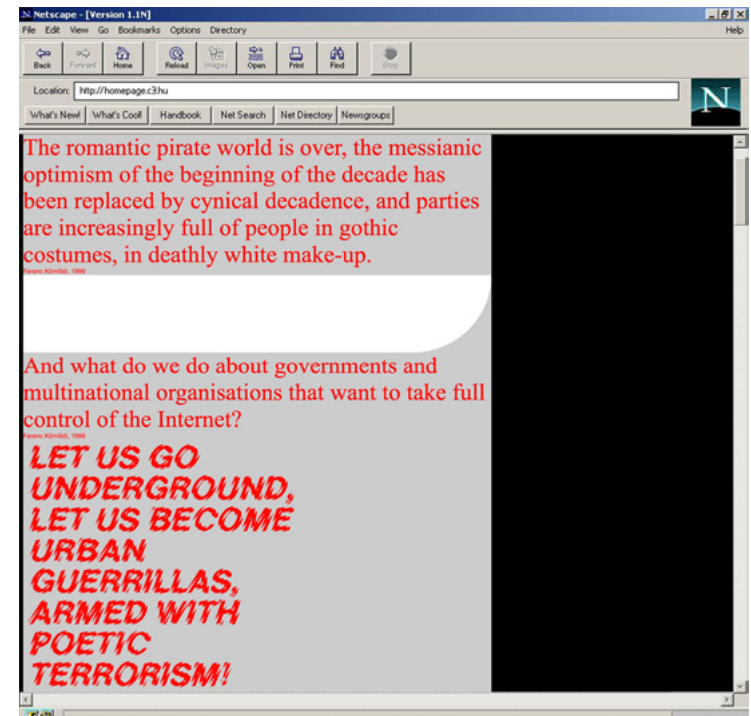 Netscape - [Version 1.1N]
File Edit View Go Bookmarks Options Directory Help
Back Forward Home Reload Images Open Print Find Stop
Location: http://homepage.c3.hu
N
What's New! What's Cool! Handbook Net Search Net Directory Newsgroups
The romantic pirate world is over, the messianic
optimism of the beginning of the decade has
been replaced by cynical decadence, and parties
are increasingly full of people in gothic
costumes, in deathly white make-up.
Ferenc Kömlődi, 1999
And what do we do about governments and
multinational organisations that want to take full
control of the Internet?
Ferenc Kömlődi, 1999
LET US GO
UNDERGROUND,
LET US BECOME
URBAN
GUERRILLAS,
ARMED WITH
POETIC
TERRORISM!